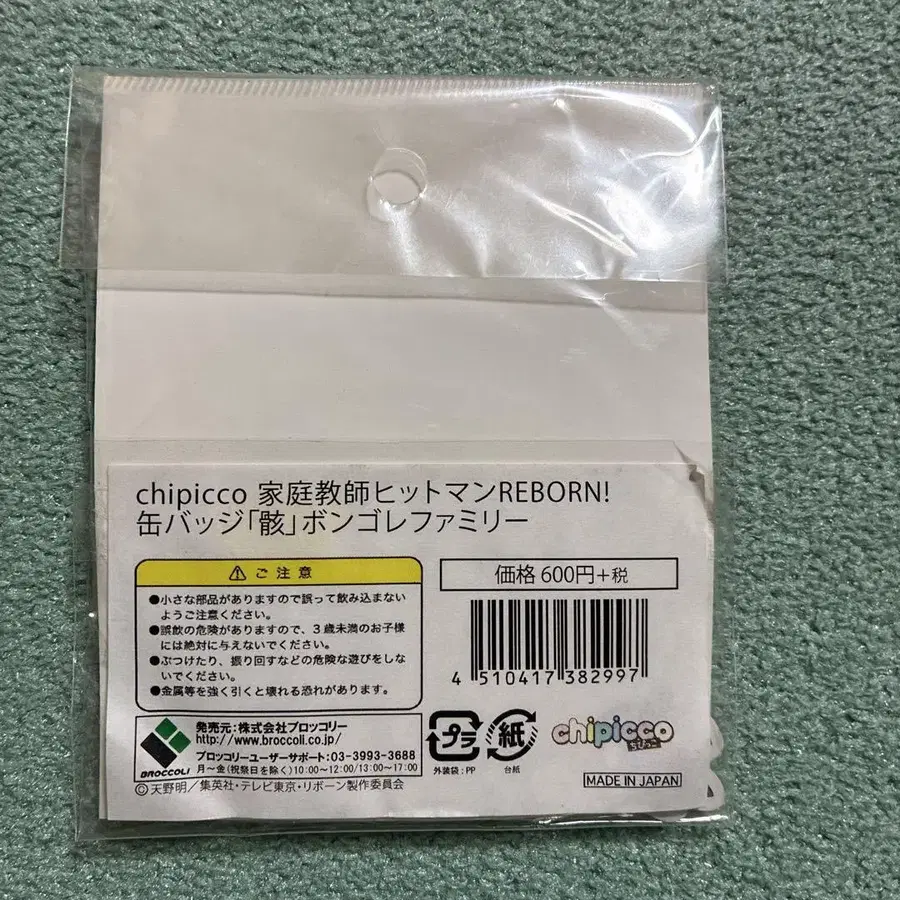 chipicco 家庭教師ヒットマンREBORN!
缶バッジ「骸」ボンゴレファミリー
⚠ご注意
●小さな部品がありますので誤って飲み込まない
ようご注意ください。
●誤飲の危険がありますので、3歳未満のお子様
には絶対に与えないでください。
●ぶつけたり、振り回すなどの危険な遊びをしな
いでください。
●金属等を強く引くと壊れる恐れがあります。
価格 600円+税
4 510417 382997
BROCCOLI
発売元:株式会社ブロッコリー
http://www.broccoli.co.jp/
ブロッコリーユーザーサポート:03-3993-3688
月～金(祝祭日を除く)10:00~12:00/13:00~17:00
プラ
外装袋:PP
紙
台紙
chipicco
ちぴっこ
MADE IN JAPAN
©天野明/集英社・テレビ東京・リボーン製作委員会